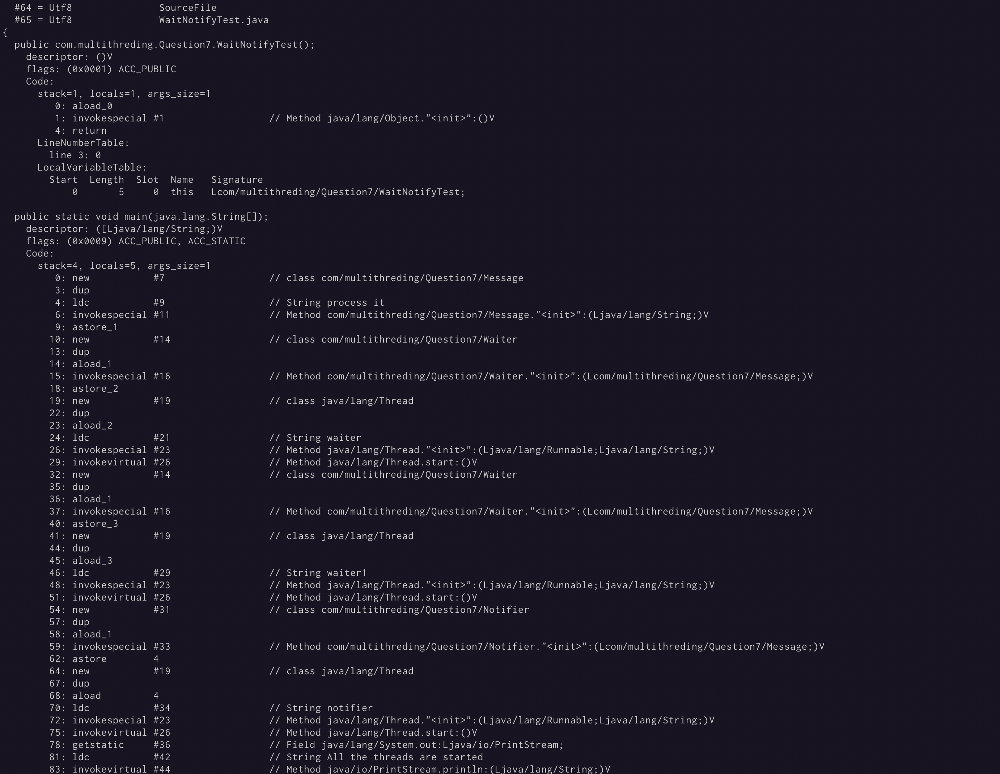 #64 = Utf8               SourceFile
  #65 = Utf8               WaitNotifyTest.java
{
  public com.multithreding.Question7.WaitNotifyTest();
    descriptor: ()V
    flags: (0x0001) ACC_PUBLIC
    Code:
      stack=1, locals=1, args_size=1
         0: aload_0
         1: invokespecial #1                  // Method java/lang/Object."<init>":()V
         4: return
      LineNumberTable:
        line 3: 0
      LocalVariableTable:
        Start  Length  Slot  Name   Signature
            0       5     0  this   Lcom/multithreding/Question7/WaitNotifyTest;

  public static void main(java.lang.String[]);
    descriptor: ([Ljava/lang/String;)V
    flags: (0x0009) ACC_PUBLIC, ACC_STATIC
    Code:
      stack=4, locals=5, args_size=1
         0: new           #7                  // class com/multithreding/Question7/Message
         3: dup
         4: ldc           #9                  // String process it
         6: invokespecial #11                 // Method com/multithreding/Question7/Message."<init>":(Ljava/lang/String;)V
         9: astore_1
        10: new           #14                 // class com/multithreding/Question7/Waiter
        13: dup
        14: aload_1
        15: invokespecial #16                 // Method com/multithreding/Question7/Waiter."<init>":(Lcom/multithreding/Question7/Message;)V
        18: astore_2
        19: new           #19                 // class java/lang/Thread
        22: dup
        23: aload_2
        24: ldc           #21                 // String waiter
        26: invokespecial #23                 // Method java/lang/Thread."<init>":(Ljava/lang/Runnable;Ljava/lang/String;)V
        29: invokevirtual #26                 // Method java/lang/Thread.start:()V
        32: new           #14                 // class com/multithreding/Question7/Waiter
        35: dup
        36: aload_1
        37: invokespecial #16                 // Method com/multithreding/Question7/Waiter."<init>":(Lcom/multithreding/Question7/Message;)V
        40: astore_3
        41: new           #19                 // class java/lang/Thread
        44: dup
        45: aload_3
        46: ldc           #29                 // String waiter1
        48: invokespecial #23                 // Method java/lang/Thread."<init>":(Ljava/lang/Runnable;Ljava/lang/String;)V
        51: invokevirtual #26                 // Method java/lang/Thread.start:()V
        54: new           #31                 // class com/multithreding/Question7/Notifier
        57: dup
        58: aload_1
        59: invokespecial #33                 // Method com/multithreding/Question7/Notifier."<init>":(Lcom/multithreding/Question7/Message;)V
        62: astore        4
        64: new           #19                 // class java/lang/Thread
        67: dup
        68: aload         4
        70: ldc           #34                 // String notifier
        72: invokespecial #23                 // Method java/lang/Thread."<init>":(Ljava/lang/Runnable;Ljava/lang/String;)V
        75: invokevirtual #26                 // Method java/lang/Thread.start:()V
        78: getstatic     #36                 // Field java/lang/System.out:Ljava/io/PrintStream;
        81: ldc           #42                 // String All the threads are started
        83: invokevirtual #44                 // Method java/io/PrintStream.println:(Ljava/lang/String;)V